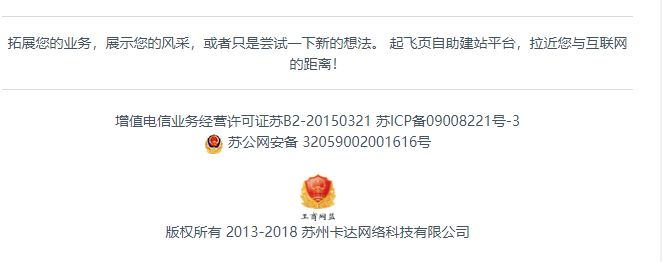 拓展您的业务，展示您的风采，或者只是尝试一下新的想法。 起飞页自助建站平台，拉近您与互联网
的距离！
增值电信业务经营许可证苏B2-20150321 苏ICP备09008221号-3
苏公网安备 32059002001616号
工商网监
版权所有 2013-2018 苏州卡达网络科技有限公司